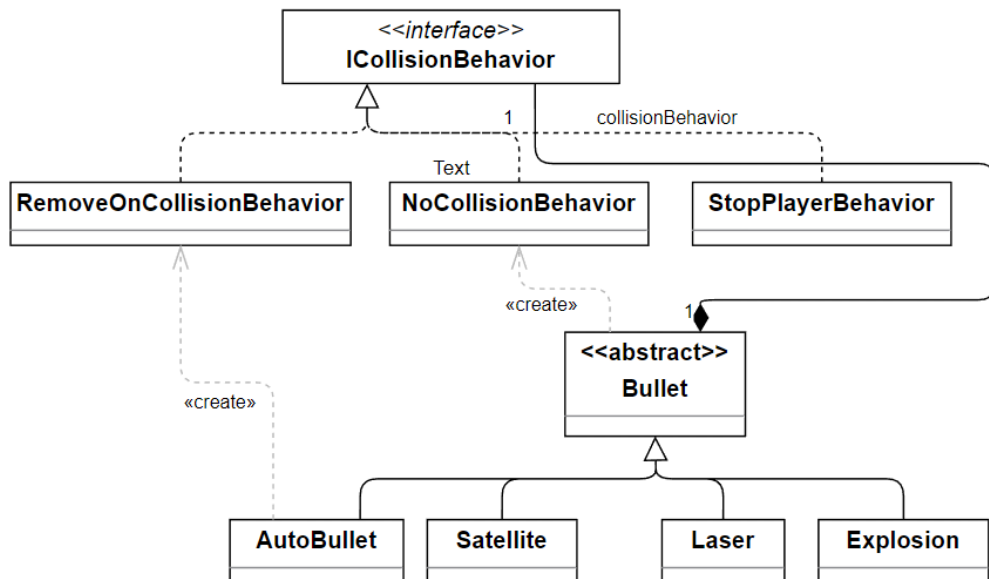 <<interface>>
ICollisionBehavior
1
collisionBehavior
Text
RemoveOnCollisionBehavior
NoCollisionBehavior
StopPlayerBehavior
«create»
1
<<abstract>>
Bullet
«create»
AutoBullet
Satellite
Laser
Explosion